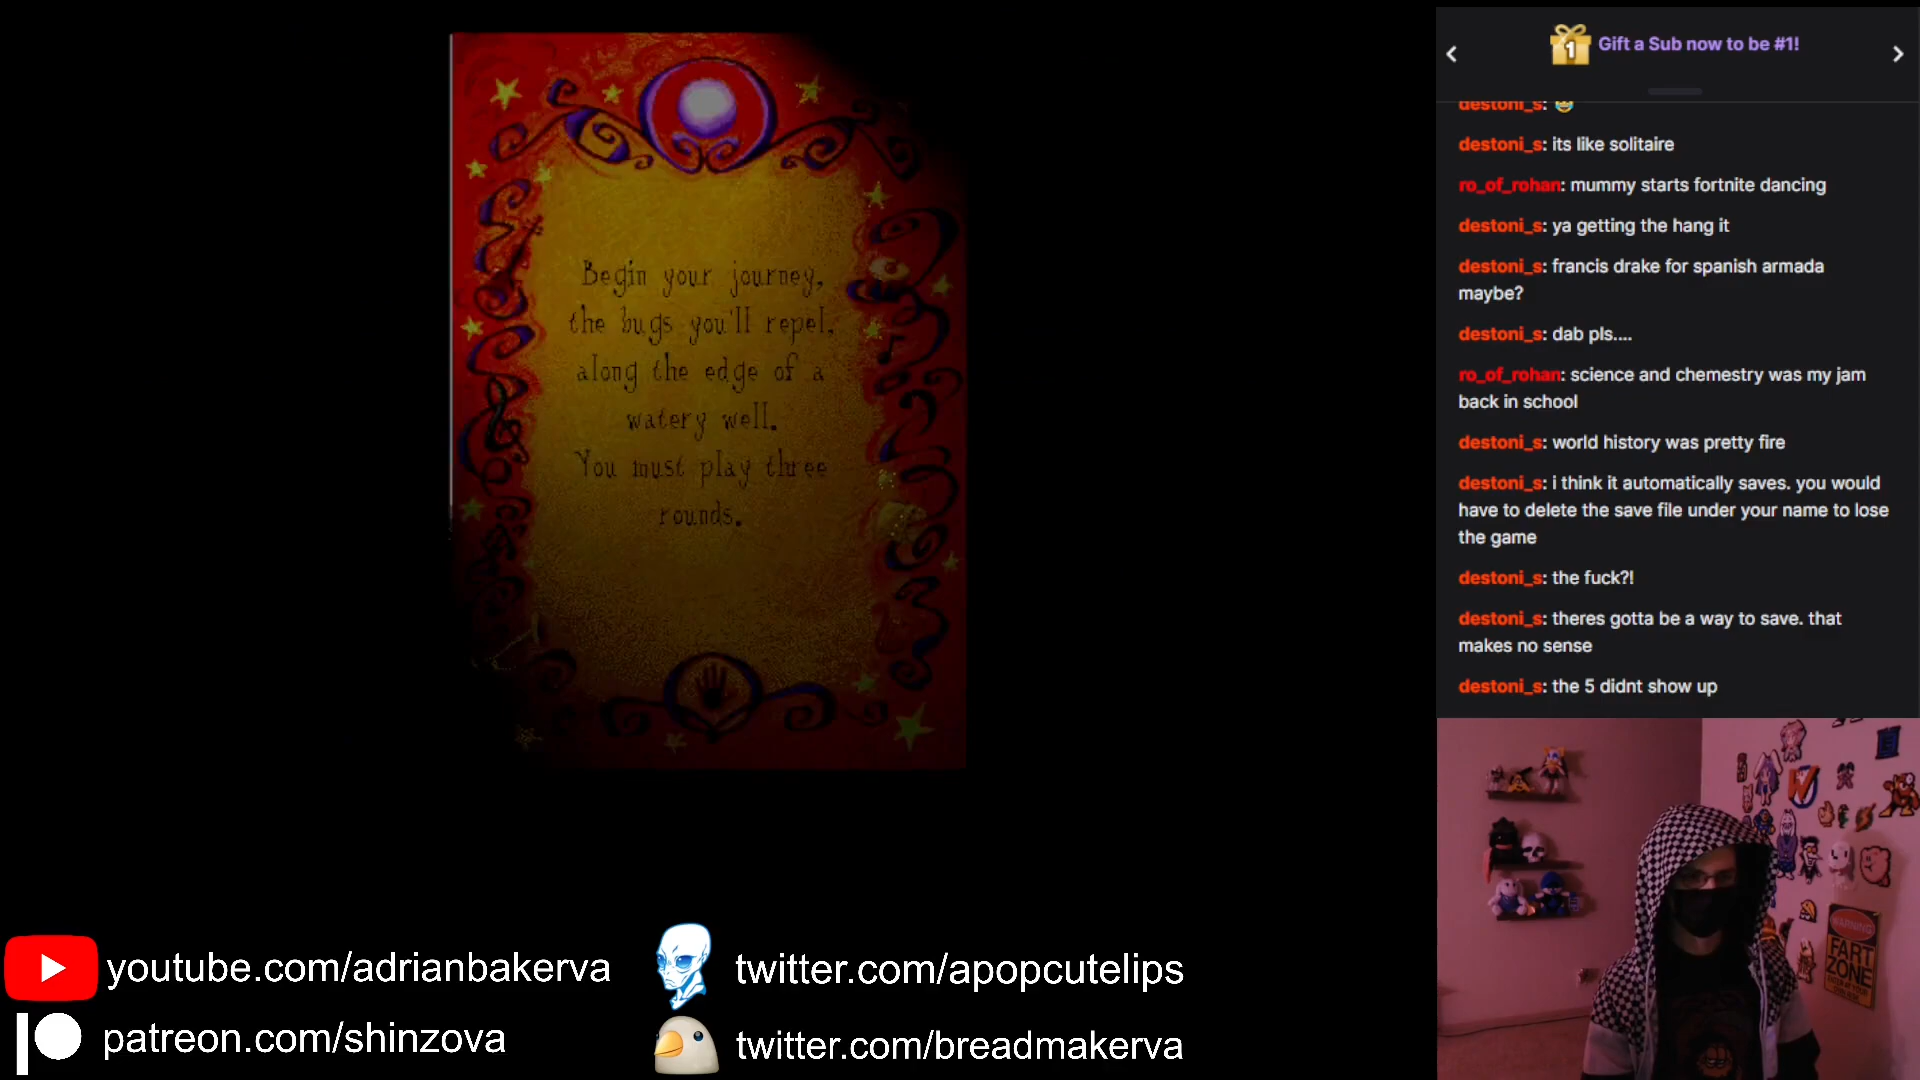 Begin your journey,
the bugs you'll repel,
along the edge of a
watery well.
You must play three
rounds.
1 Gift a Sub now to be #1!
destoni_s:
destoni_s: its like solitaire
ro_of_rohan: mummy starts fortnite dancing
destoni_s: ya getting the hang it
destoni_s: francis drake for spanish armada
maybe?
destoni_s: dab pls....
ro_of_rohan: science and chemestry was my jam
back in school
destoni_s: world history was pretty fire
destoni_s: i think it automatically saves. you would
have to delete the save file under your name to lose
the game
destoni_s: the fuck?!
destoni_s: theres gotta be a way to save. that
makes no sense
destoni_s: the 5 didnt show up
WARNING
FART
ZONE
youtube.com/adrianbakerva
twitter.com/apopcutelips
patreon.com/shinzova
twitter.com/breadmakerva